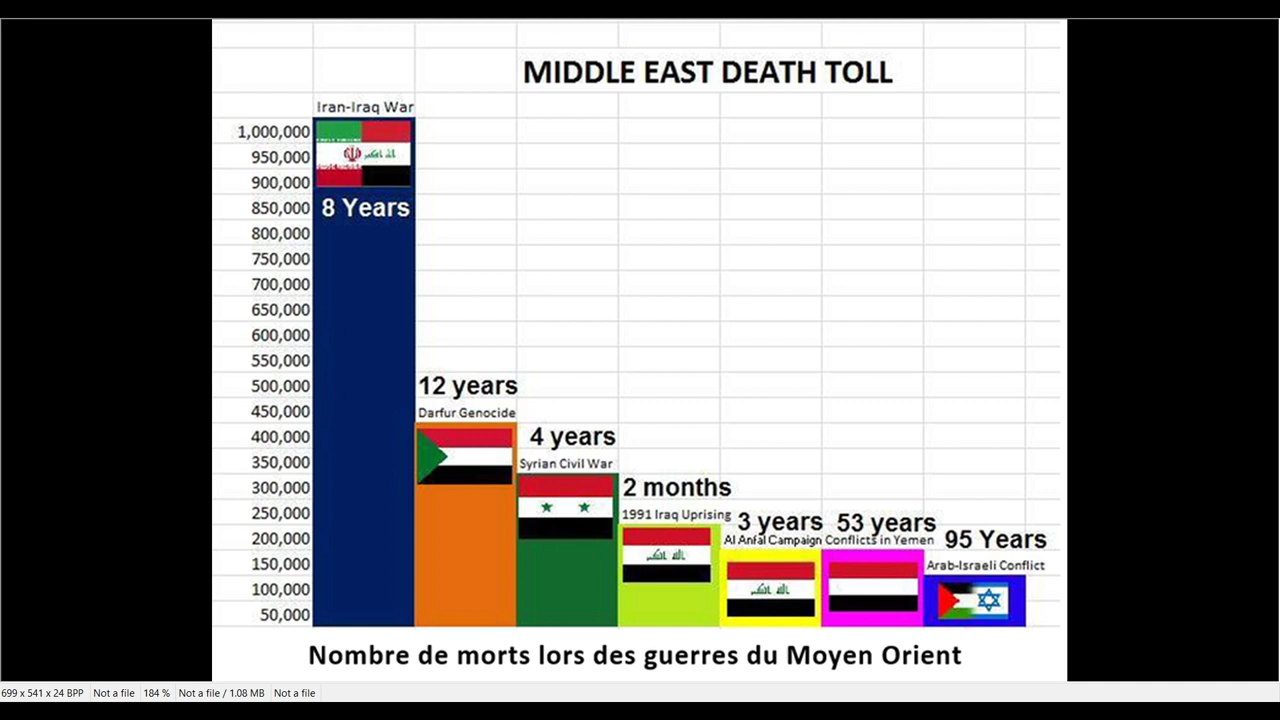 MIDDLE EAST DEATH TOLL
Iran-Iraq War
1,000,000
950,000
900,000
850,000
8 Years
800,000
750,000
700,000
650,000
600,000
550,000
500,000
450,000
400,000
350,000
300,000
250,000
200,000
150,000
100,000
50,000
12 years
Darfur Genocide
4 years
Syrian Civil War
2 months
1991 Iraq Uprising
3 years
Al Anfal Campaign
53 years
Conflicts in Yemen
95 Years
Arab-Israeli Conflict
Nombre de morts lors des guerres du Moyen Orient
699 x 541 x 24 BPP Not a file 184 % Not a file / 1.08 MB Not a file